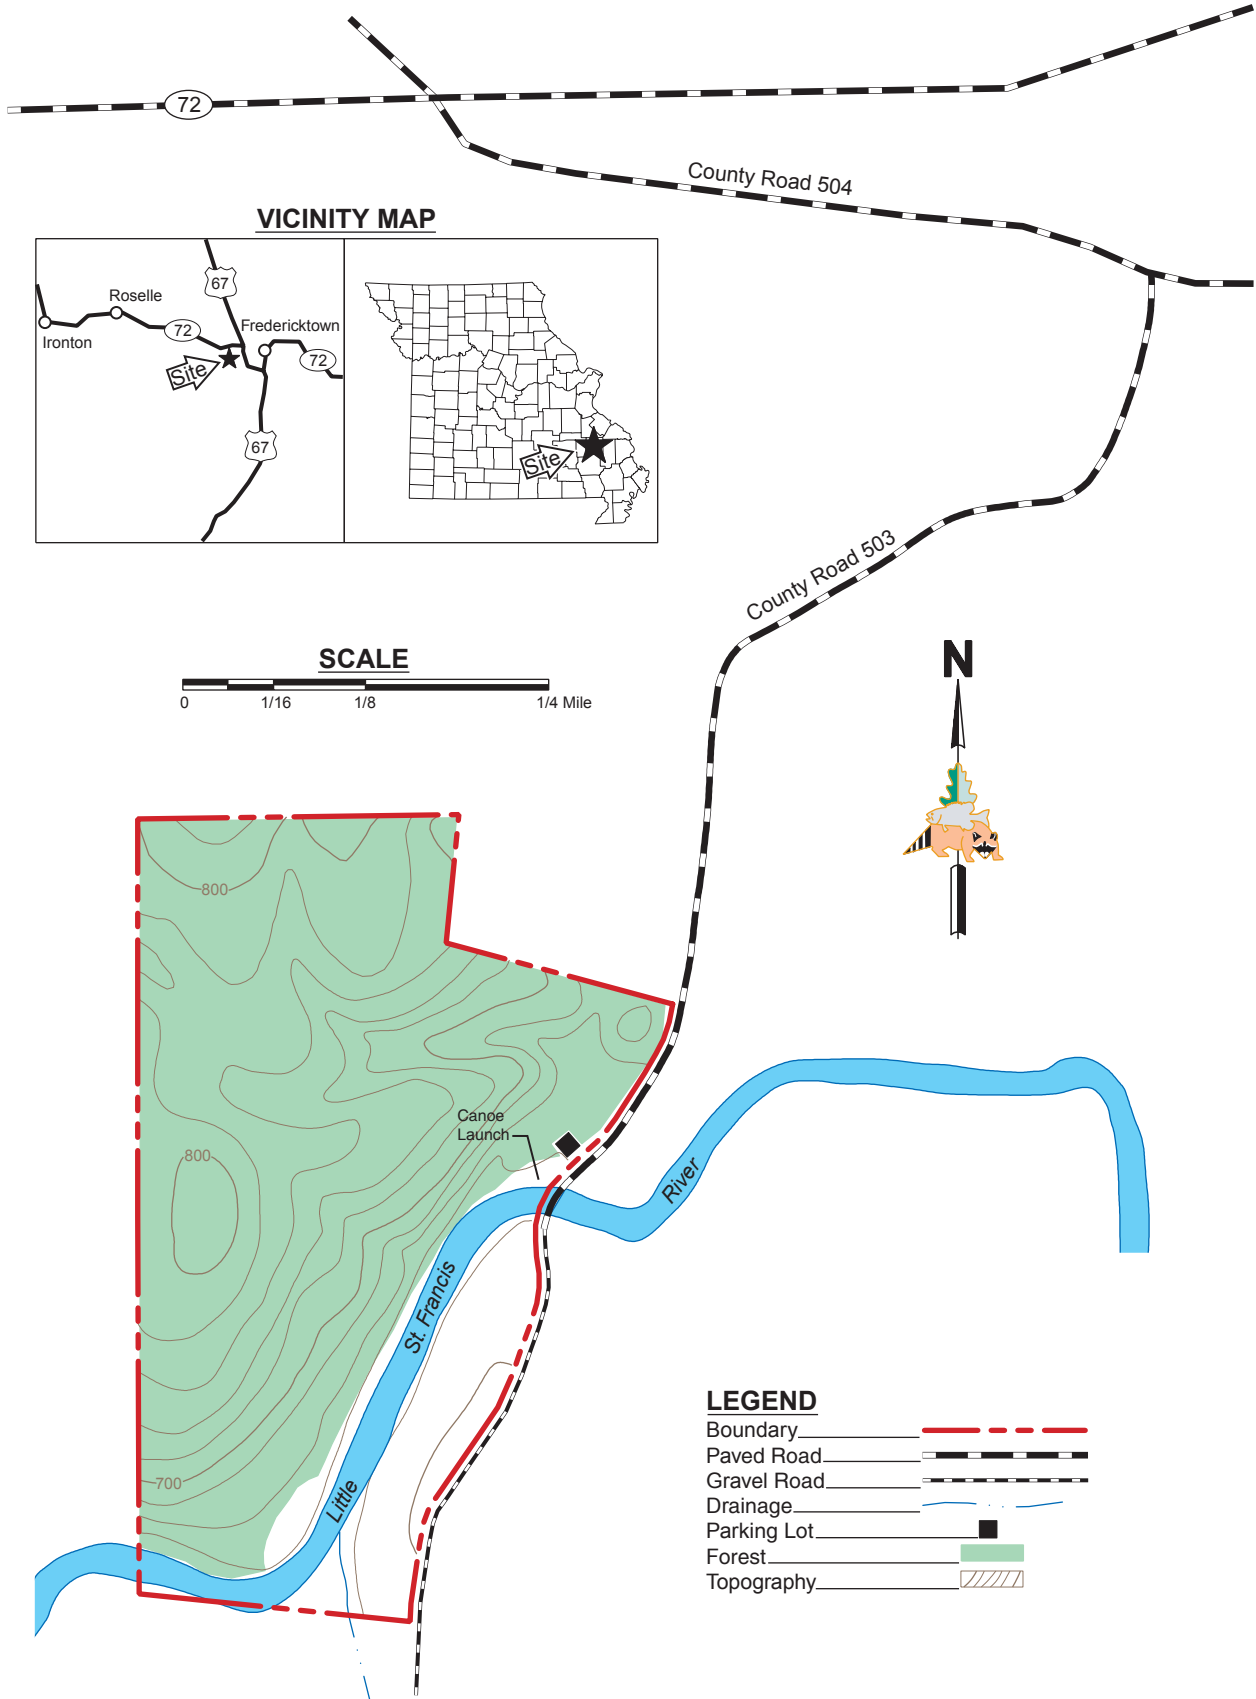 72
County Road 504
VICINITY MAP
67
Roselle
72
Fredericktown
Ironton
72
Site
67
Site
County Road 503
SCALE
0 1/16 1/8 1/4 Mile
N
800
Canoe
Launch
800
River
St. Francis
Little
700
LEGEND
Boundary
Paved Road
Gravel Road
Drainage
Parking Lot
Forest
Topography